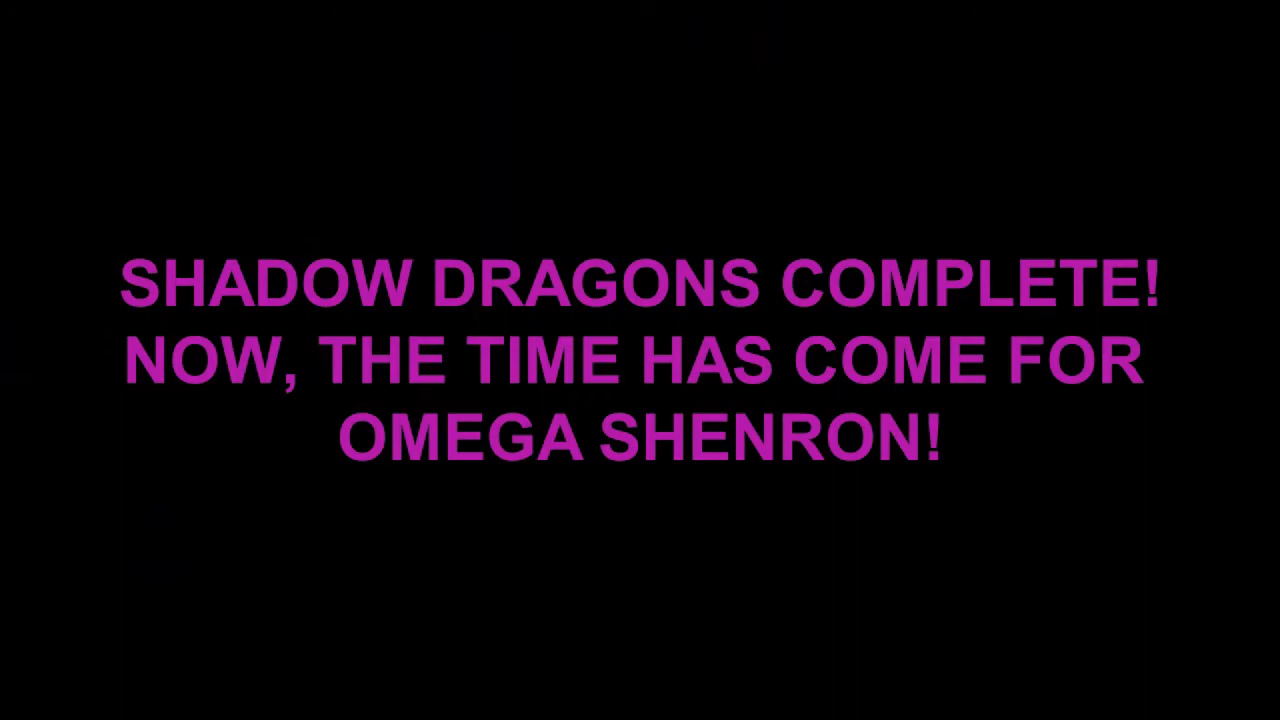 SHADOW DRAGONS COMPLETE!
NOW, THE TIME HAS COME FOR
OMEGA SHENRON!